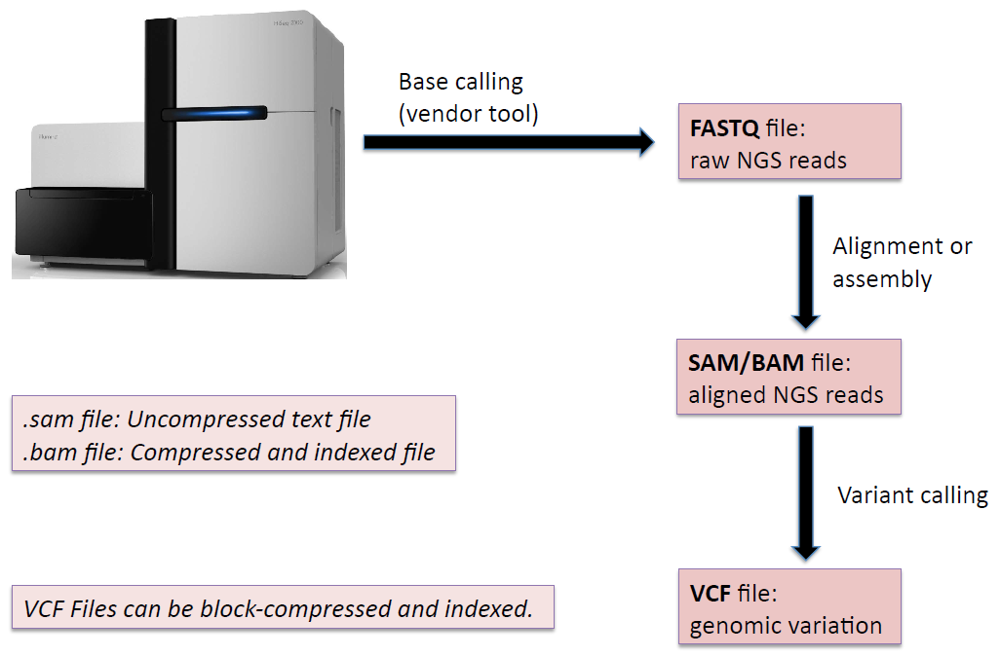 HiSeq 2000
Base calling
(vendor tool)
FASTQ file:
raw NGS reads
Alignment or
assembly
SAM/BAM file:
aligned NGS reads
.sam file: Uncompressed text file
.bam file: Compressed and indexed file
Variant calling
VCF file:
genomic variation
VCF Files can be block-compressed and indexed.